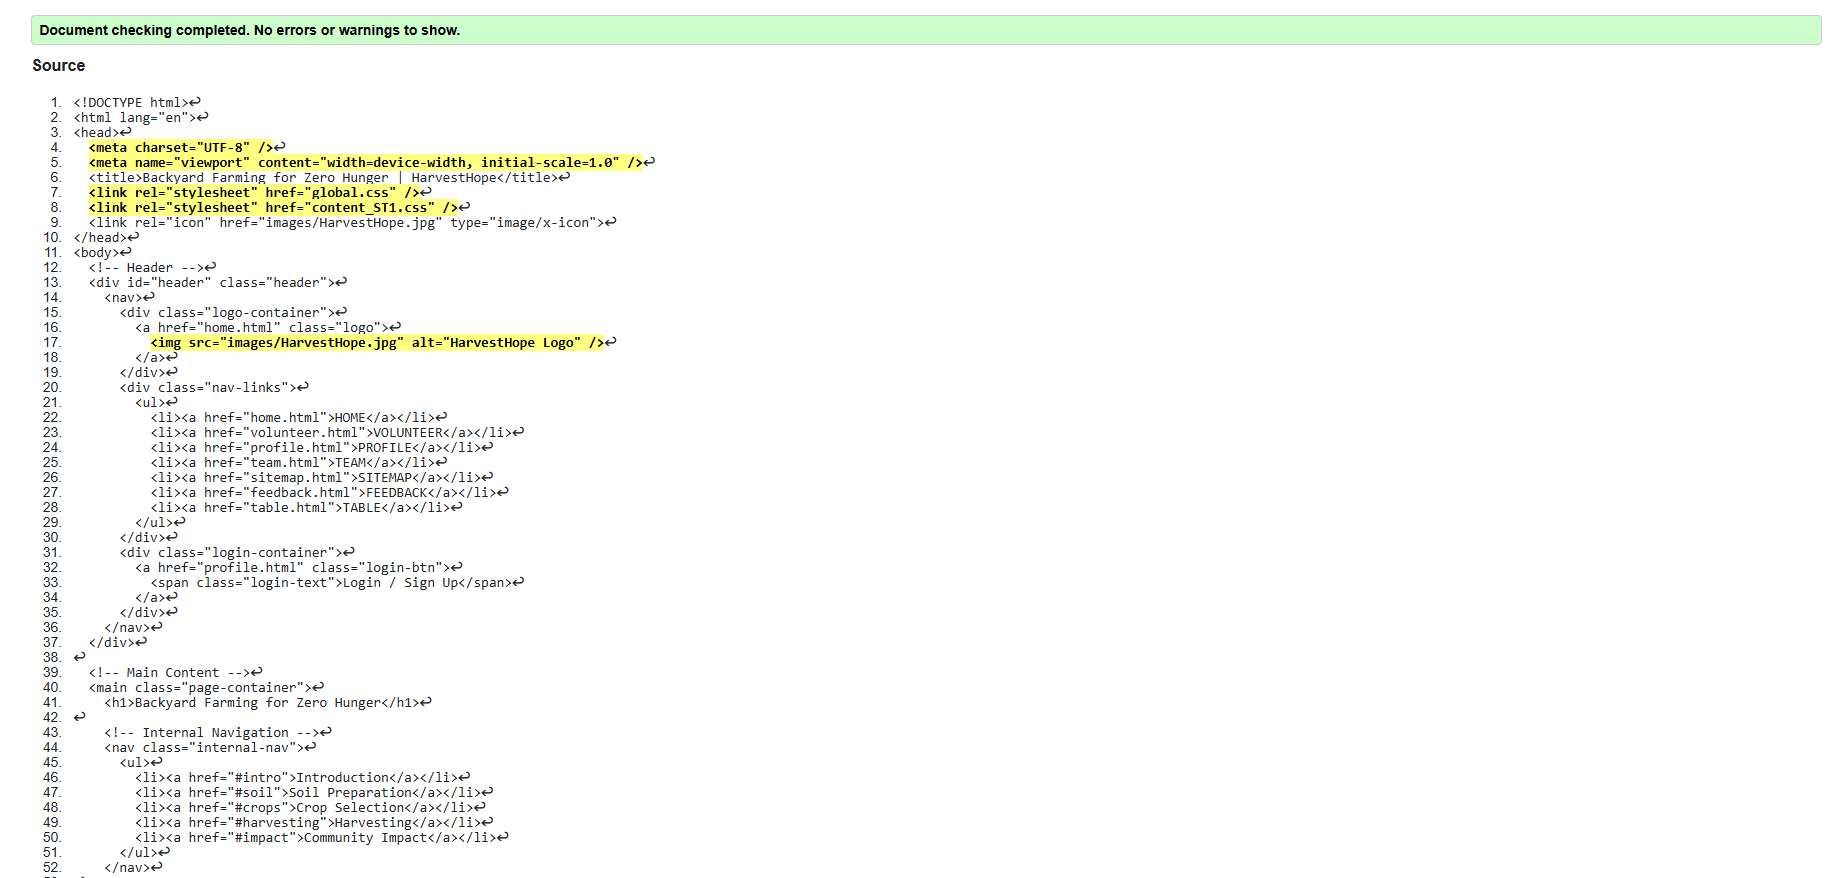 Document checking completed. No errors or warnings to show.
Source
1. <!DOCTYPE html>↩
2. <html lang="en">↩
3. <head>↩
4. <meta charset="UTF-8" />↩
5. <meta name="viewport" content="width=device-width, initial-scale=1.0" />↩
6. <title>Backyard Farming for Zero Hunger | HarvestHope</title>↩
7. <link rel="stylesheet" href="global.css" />↩
8. <link rel="stylesheet" href="content_ST1.css" />↩
9. <link rel="icon" href="images/HarvestHope.jpg" type="image/x-icon">↩
10. </head>↩
11. <body>↩
12. <!-- Header -->↩
13. <div id="header" class="header">↩
14. <nav>↩
15. <div class="logo-container">↩
16. <a href="home.html" class="logo">↩
17. <img src="images/HarvestHope.jpg" alt="HarvestHope Logo" />↩
18. </a>↩
19. </div>↩
20. <div class="nav-links">↩
21. <ul>↩
22. <li><a href="home.html">HOME</a></li>↩
23. <li><a href="volunteer.html">VOLUNTEER</a></li>↩
24. <li><a href="profile.html">PROFILE</a></li>↩
25. <li><a href="team.html">TEAM</a></li>↩
26. <li><a href="sitemap.html">SITEMAP</a></li>↩
27. <li><a href="feedback.html">FEEDBACK</a></li>↩
28. <li><a href="table.html">TABLE</a></li>↩
29. </ul>↩
30. </div>↩
31. <div class="login-container">↩
32. <a href="profile.html" class="login-btn">↩
33. <span class="login-text">Login / Sign Up</span>↩
34. </a>↩
35. </div>↩
36. </nav>↩
37. </div>↩
38. ↩
39. <!-- Main Content -->↩
40. <main class="page-container">↩
41. <h1>Backyard Farming for Zero Hunger</h1>↩
42. ↩
43. <!-- Internal Navigation -->↩
44. <nav class="internal-nav">↩
45. <ul>↩
46. <li><a href="#intro">Introduction</a></li>↩
47. <li><a href="#soil">Soil Preparation</a></li>↩
48. <li><a href="#crops">Crop Selection</a></li>↩
49. <li><a href="#harvesting">Harvesting</a></li>↩
50. <li><a href="#impact">Community Impact</a></li>↩
51. </ul>↩
52. </nav>↩